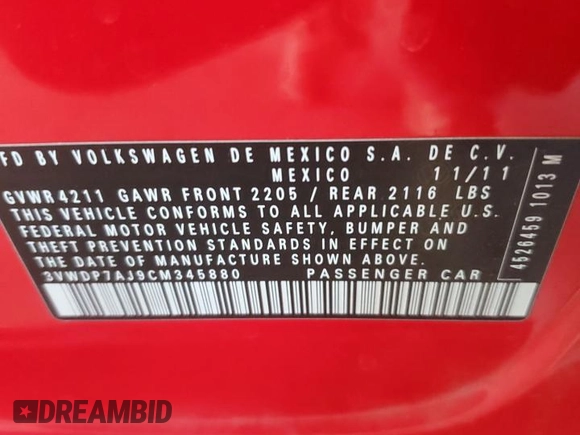 FD BY VOLKSWAGEN DE MEXICO S.A. DE C.V.
MEXICO 11/11
GVWR 4211 GAWR FRONT 2205 / REAR 2116 LBS
THIS VEHICLE CONFORMS TO ALL APPLICABLE U.S.
FEDERAL MOTOR VEHICLE SAFETY, BUMPER AND
THEFT PREVENTION STANDARDS IN EFFECT ON
THE DATE OF MANUFACTURE SHOWN ABOVE.
3VWDP7AJ9CM345880 PASSENGER CAR
4526459 1013 M
DREAMBID